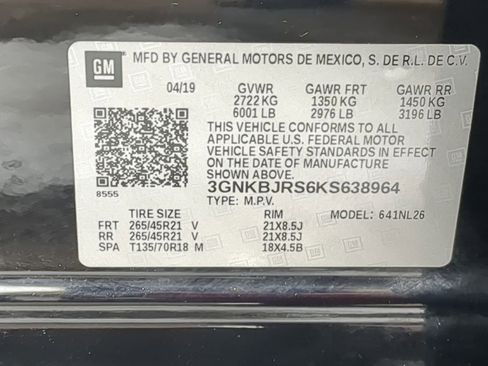 GM MFD BY GENERAL MOTORS DE MEXICO, S. DE R.L. DE C.V.
04/19 GVWR GAWR FRT GAWR RR
2722 KG 1350 KG 1450 KG
6001 LB 2976 LB 3196 LB
THIS VEHICLE CONFORMS TO ALL
APPLICABLE U.S. FEDERAL MOTOR
VEHICLE SAFETY STANDARDS IN EFFECT
ON THE DATE OF MANUFACTURE
SHOWN ABOVE.
3GNKBJRS6KS638964
8555 TYPE: M.P.V.
TIRE SIZE RIM MODEL: 641NL26
FRT 265/45R21 V 21X8.5J
RR 265/45R21 V 21X8.5J
SPA T135/70R18 M 18X4.5B